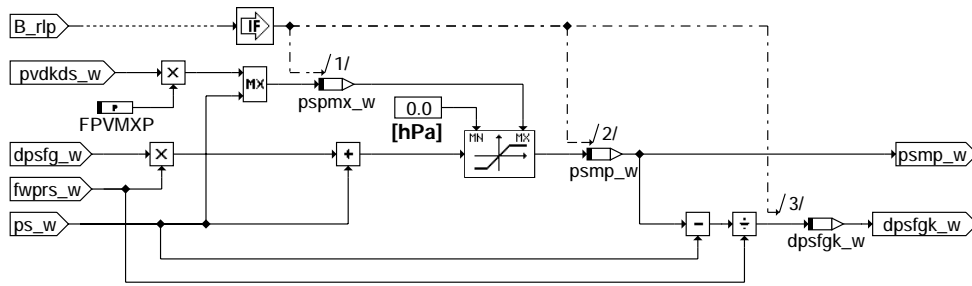 B_rlp
IF
/1/
pvdkds_w
MX
pspmx_w
P
FPVMXP
0.0
[hPa]
MN
MX
/2/
dpsfg_w
+
psmp_w
psmp_w
fwprs_w
ps_w
-
÷
/3/
dpsfgk_w
dpsfgk_w